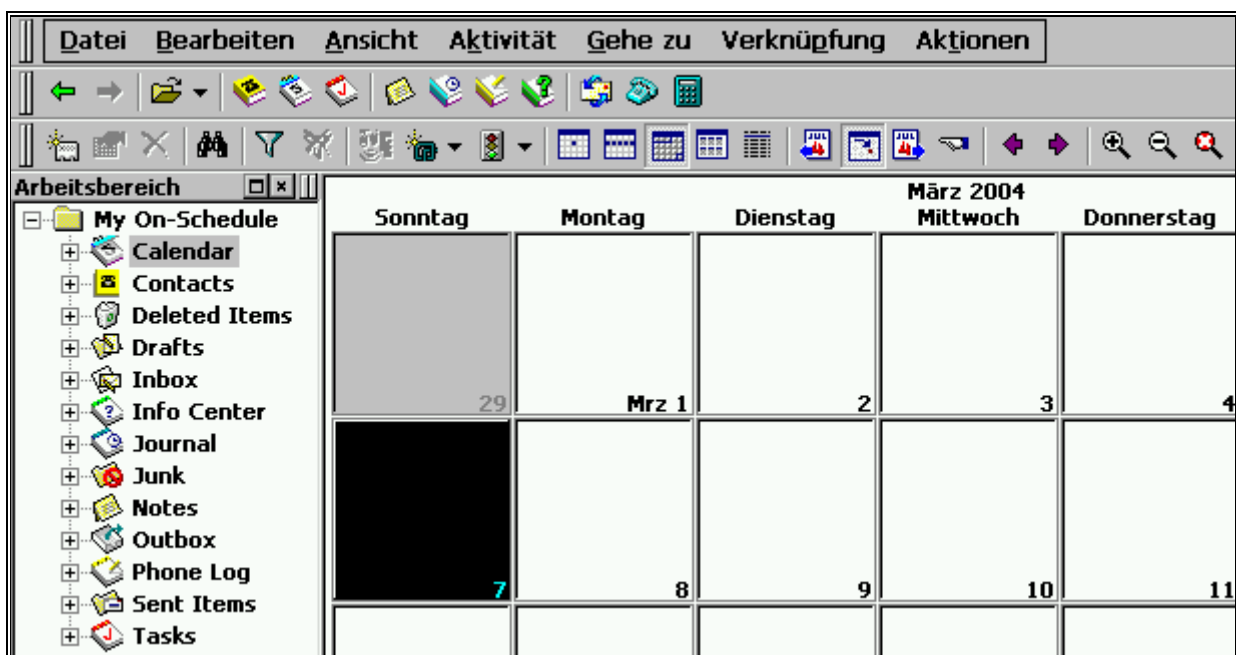 Datei Bearbeiten Ansicht Aktivität Gehe zu Verknüpfung Aktionen
Arbeitsbereich
My On-Schedule
Calendar
Contacts
Deleted Items
Drafts
Inbox
Info Center
Journal
Junk
Notes
Outbox
Phone Log
Sent Items
Tasks
März 2004
Sonntag Montag Dienstag Mittwoch Donnerstag
29 Mrz 1 2 3 4
7 8 9 10 11